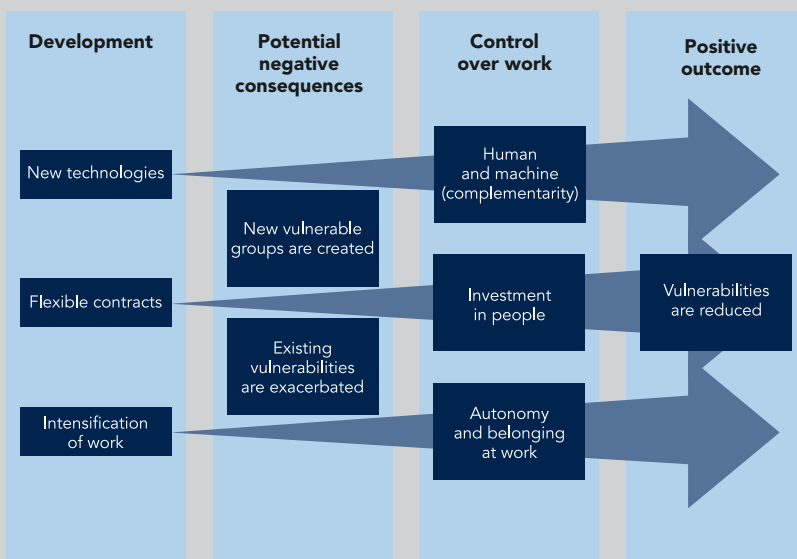 Development
Potential
negative
consequences
Control
over work
Positive
outcome
New technologies
Human
and machine
(complementarity)
New vulnerable
groups are created
Flexible contracts
Investment
in people
Vulnerabilities
are reduced
Existing
vulnerabilities
are exacerbated
Intensification
of work
Autonomy
and belonging
at work